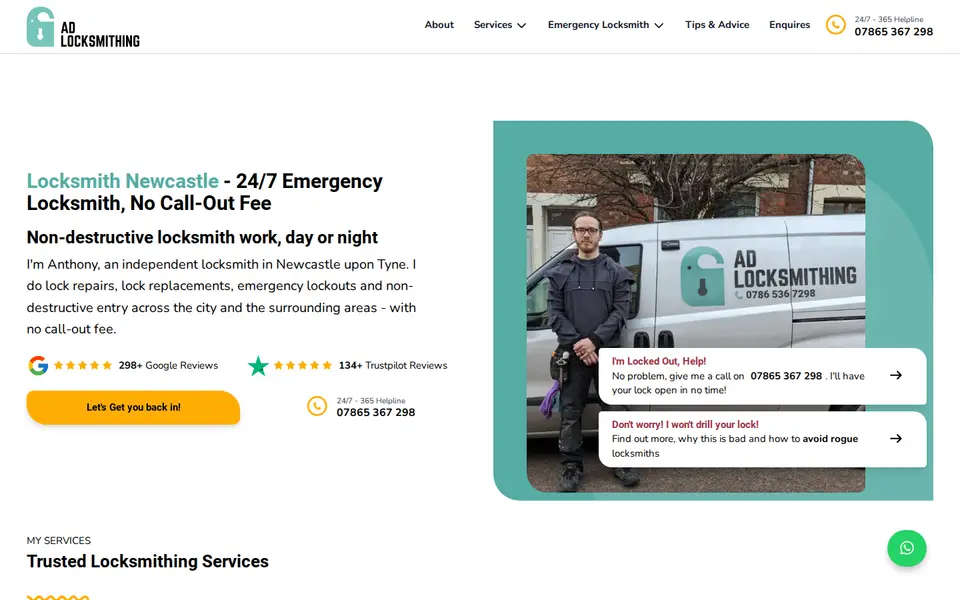 AD
LOCKSMITHING
About
Services
Emergency Locksmith
Tips & Advice
Enquires
24/7 - 365 Helpline
07865 367 298
Locksmith Newcastle - 24/7 Emergency
Locksmith, No Call-Out Fee
Non-destructive locksmith work, day or night
I'm Anthony, an independent locksmith in Newcastle upon Tyne. I
do lock repairs, lock replacements, emergency lockouts and non-
destructive entry across the city and the surrounding areas - with
no call-out fee.
298+ Google Reviews
134+ Trustpilot Reviews
Let's Get you back in!
24/7 - 365 Helpline
07865 367 298
AD
LOCKSMITHING
0786 536 7298
I'm Locked Out, Help!
No problem, give me a call on 07865 367 298 . I'll have
your lock open in no time!
Don't worry! I won't drill your lock!
Find out more, why this is bad and how to avoid rogue
locksmiths
MY SERVICES
Trusted Locksmithing Services